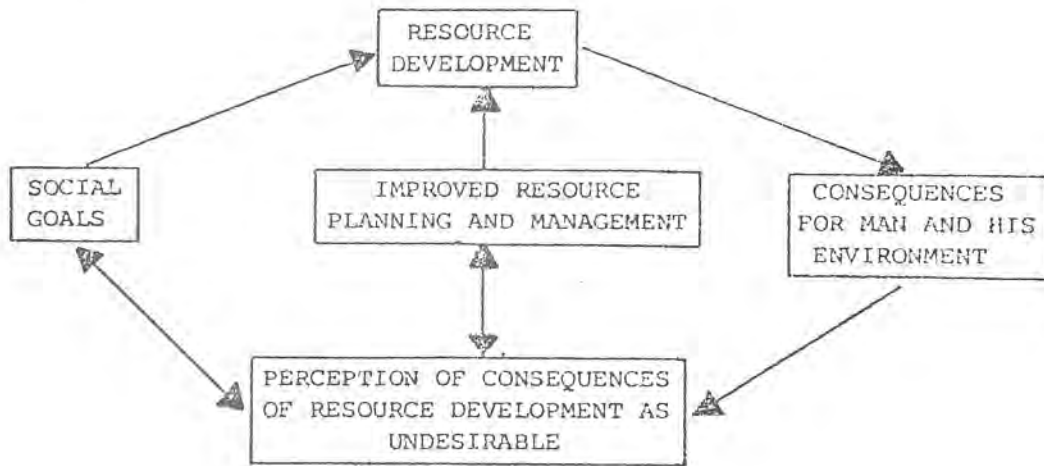 RESOURCE
DEVELOPMENT
SOCIAL
GOALS
IMPROVED RESOURCE
PLANNING AND MANAGEMENT
CONSEQUENCES
FOR MAN AND HIS
ENVIRONMENT
PERCEPTION OF CONSEQUENCES
OF RESOURCE DEVELOPMENT AS
UNDESIRABLE